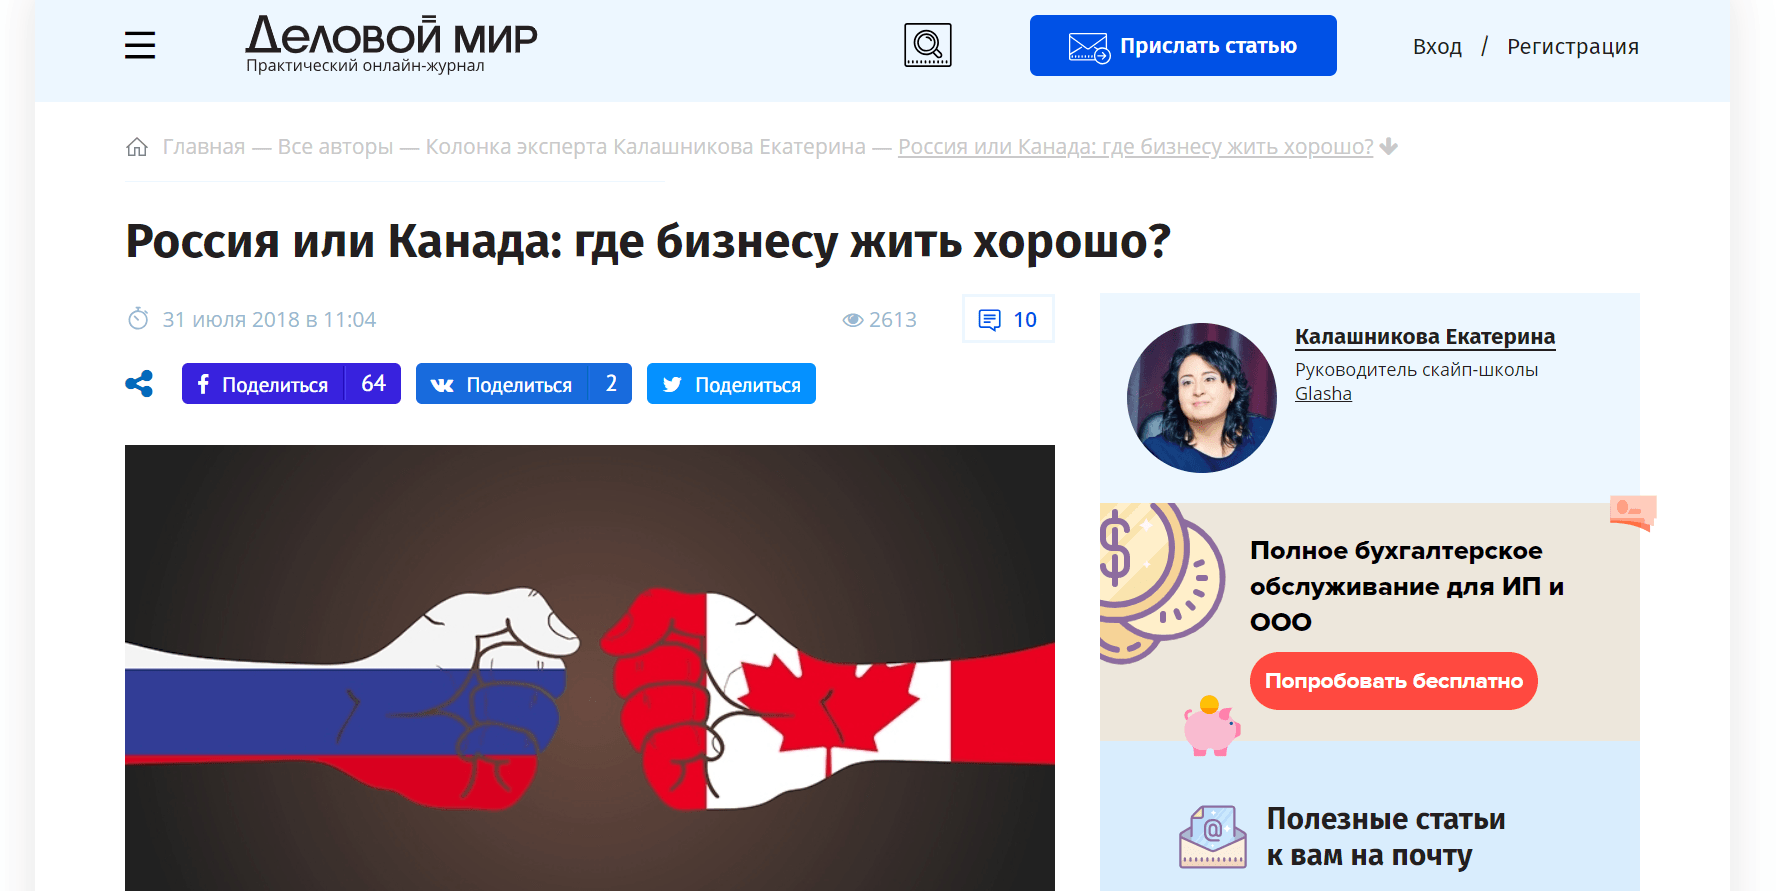 Деловой мир
Практический онлайн-журнал
Прислать статью
Вход / Регистрация
Главная — Все авторы — Колонка эксперта Калашникова Екатерина — Россия или Канада: где бизнесу жить хорошо?
Россия или Канада: где бизнесу жить хорошо?
31 июля 2018 в 11:04
2613
10
Поделиться 64
Поделиться 2
Поделиться
Калашникова Екатерина
Руководитель скайп-школы
Glasha
$
Полное бухгалтерское
обслуживание для ИП и
ООО
Попробовать бесплатно
@
Полезные статьи
к вам на почту